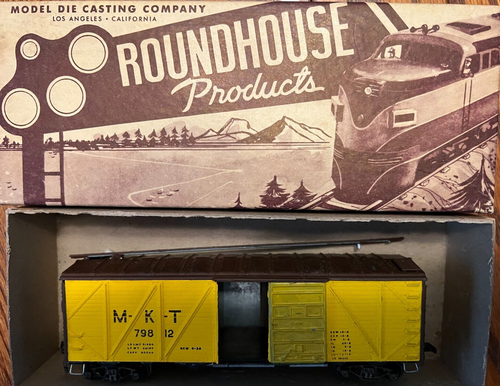 MODEL DIE CASTING COMPANY
LOS ANGELES • CALIFORNIA
ROUNDHOUSE
Products
M-K-T
798 12